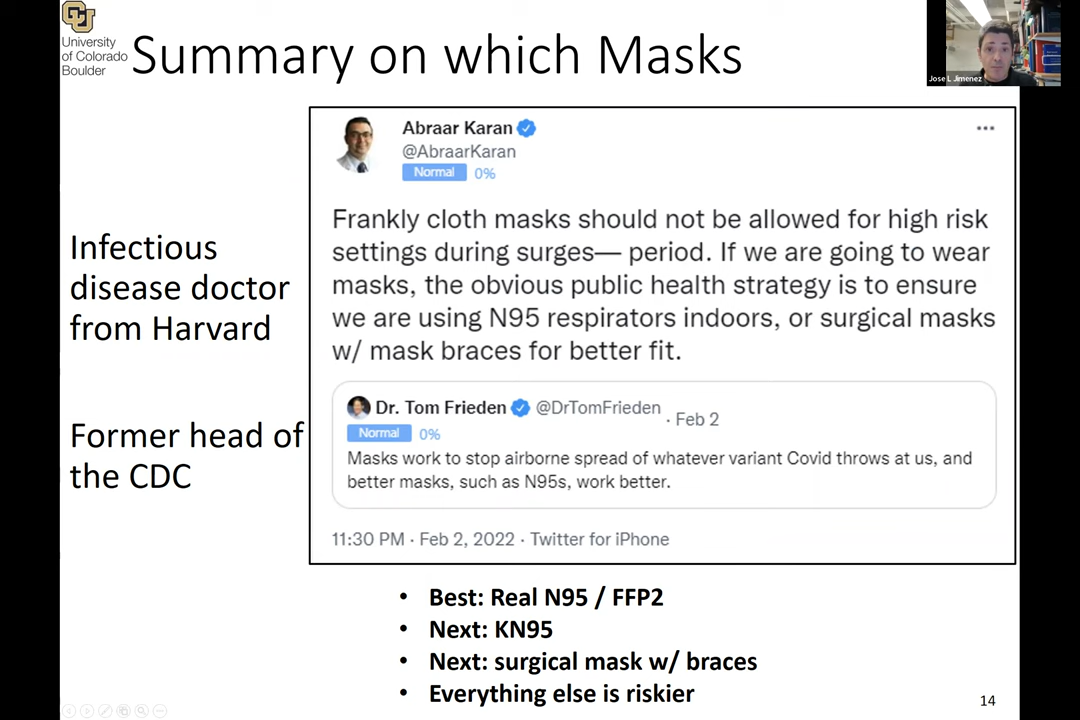 University
of Colorado
Boulder
Summary on which Masks
Jose L Jimenez
Infectious
disease doctor
from Harvard
Former head of
the CDC
Abraar Karan
@AbraarKaran
Normal 0%
Frankly cloth masks should not be allowed for high risk
settings during surges— period. If we are going to wear
masks, the obvious public health strategy is to ensure
we are using N95 respirators indoors, or surgical masks
w/ mask braces for better fit.
Dr. Tom Frieden @DrTomFrieden · Feb 2
Normal 0%
Masks work to stop airborne spread of whatever variant Covid throws at us, and
better masks, such as N95s, work better.
11:30 PM · Feb 2, 2022 · Twitter for iPhone
• Best: Real N95 / FFP2
• Next: KN95
• Next: surgical mask w/ braces
• Everything else is riskier
14